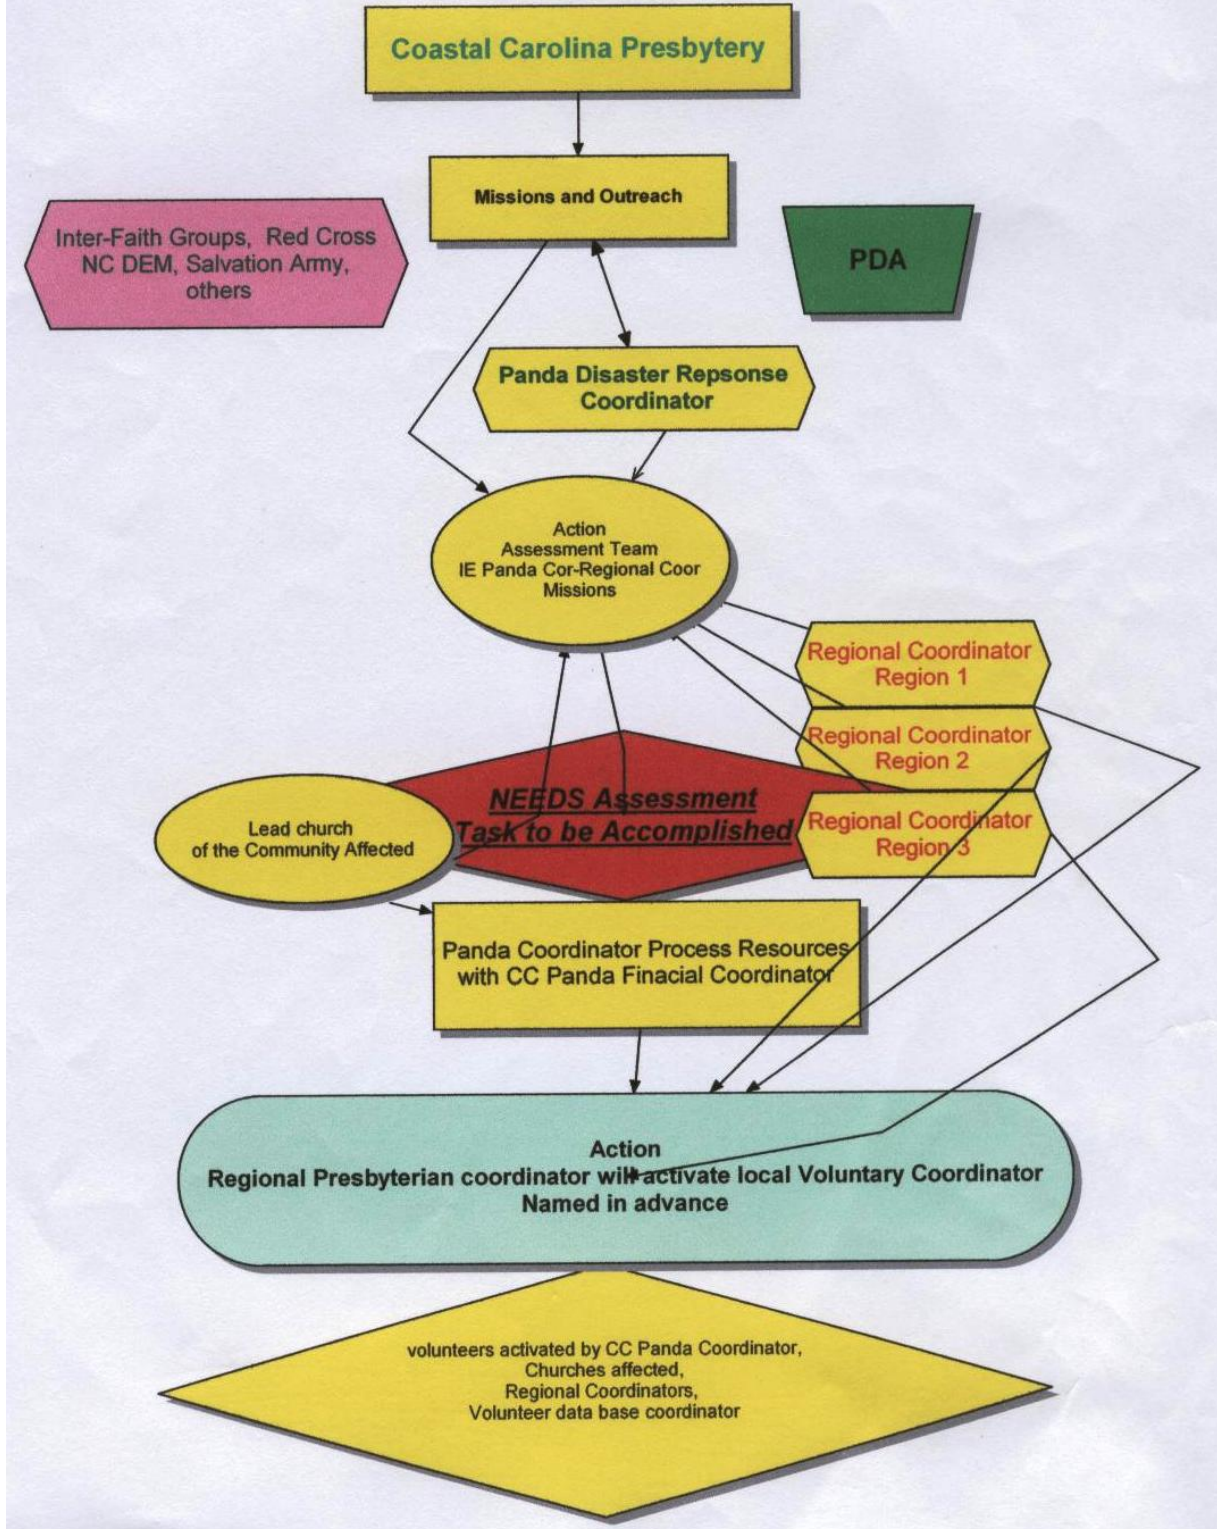 Coastal Carolina Presbytery
Missions and Outreach
Inter-Faith Groups, Red Cross
NC DEM, Salvation Army,
others
PDA
Panda Disaster Repsonse
Coordinator
Action
Assessment Team
IE Panda Cor-Regional Coor
Missions
Regional Coordinator
Region 1
Regional Coordinator
Region 2
Regional Coordinator
Region 3
NEEDS Assessment
Task to be Accomplished
Lead church
of the Community Affected
Panda Coordinator Process Resources
with CC Panda Finacial Coordinator
Action
Regional Presbyterian coordinator will activate local Voluntary Coordinator
Named in advance
volunteers activated by CC Panda Coordinator,
Churches affected,
Regional Coordinators,
Volunteer data base coordinator